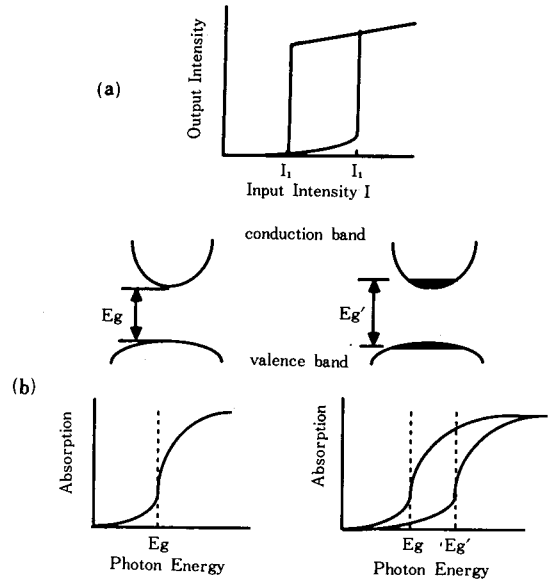 (a)
Output Intensity
I₁ I₁
Input Intensity I
conduction band
Eg
Eg′
valence band
(b)
Absorption
Eg
Photon Energy
Absorption
Eg Eg′
Photon Energy